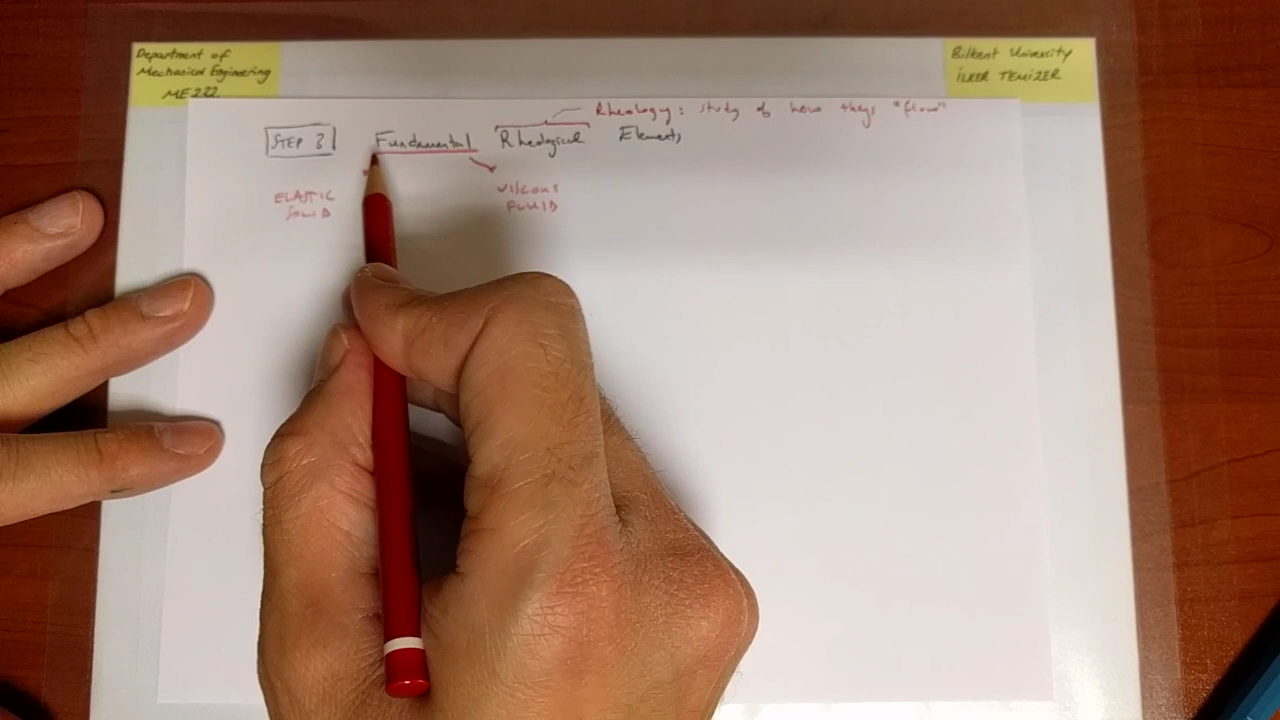 Department of
Mechanical Engineering
ME222
Bilkent University
İLKER TEMİZER
Rheology: study of how things "flow"
STEP 3 Fundamental Rheological Elements
ELASTIC
SOLID
VISCOUS
FLUID